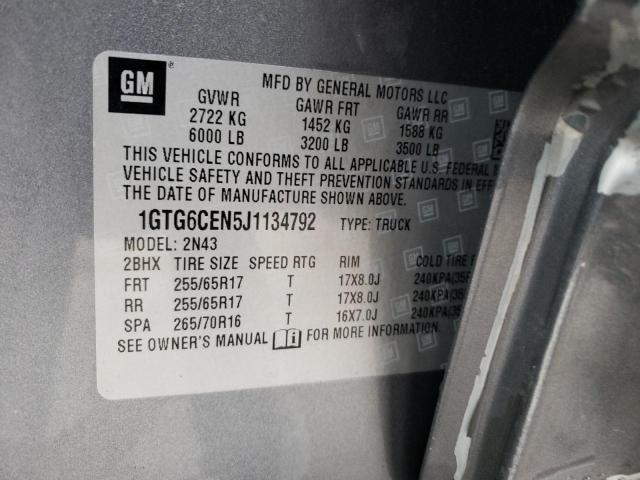 GM
MFD BY GENERAL MOTORS LLC
GVWR GAWR FRT GAWR RR
2722 KG 1452 KG 1588 KG
6000 LB 3200 LB 3500 LB
THIS VEHICLE CONFORMS TO ALL APPLICABLE U.S. FEDERAL
VEHICLE SAFETY AND THEFT PREVENTION STANDARDS IN
THE DATE OF MANUFACTURE SHOWN ABOVE.
1GTG6CEN5J1134792 TYPE: TRUCK
MODEL: 2N43
2BHX TIRE SIZE SPEED RTG RIM COLD TIRE
FRT 255/65R17 T 17X8.0J 240KPA(35
RR 255/65R17 T 17X8.0J 240KPA(35
SPA 265/70R16 T 16X7.0J 240KPA(35
SEE OWNER'S MANUAL i FOR MORE INFORMATION.